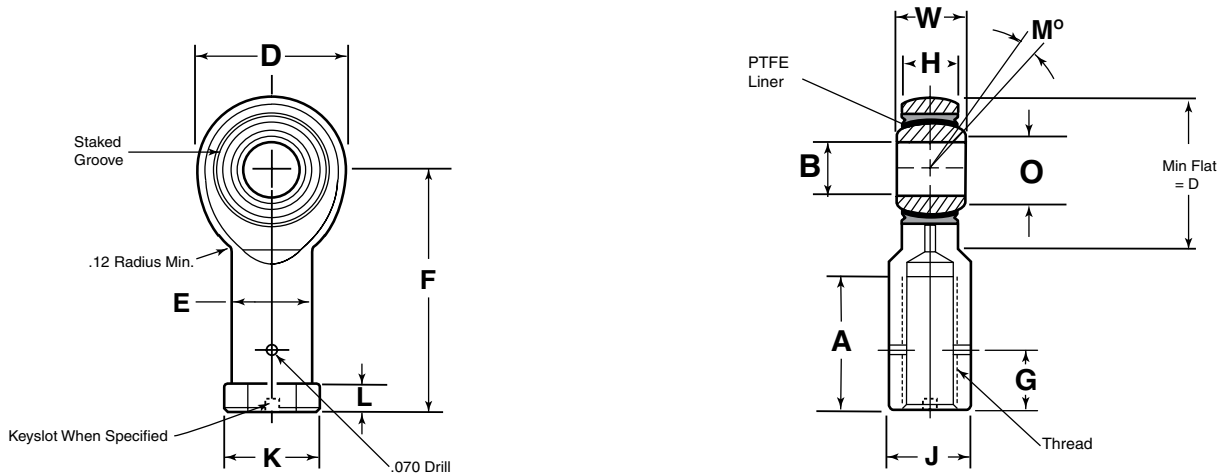 D
Staked
Groove
.12 Radius Min.
E
F
L
Keyslot When Specified
K
.070 Drill
W
H
M°
PTFE
Liner
B
O
Min Flat
= D
A
G
J
Thread